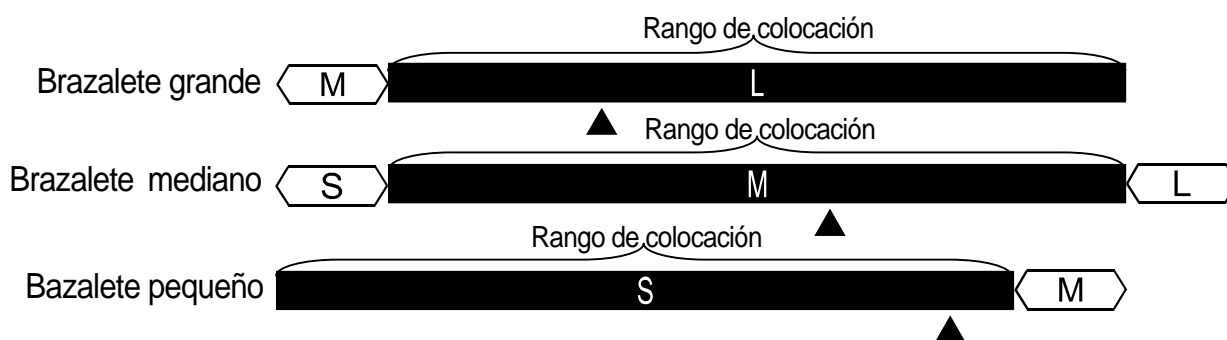 Rango de colocación
Brazalete grande M L
Rango de colocación
Brazalete mediano S M L
Rango de colocación
Bazalete pequeño S M